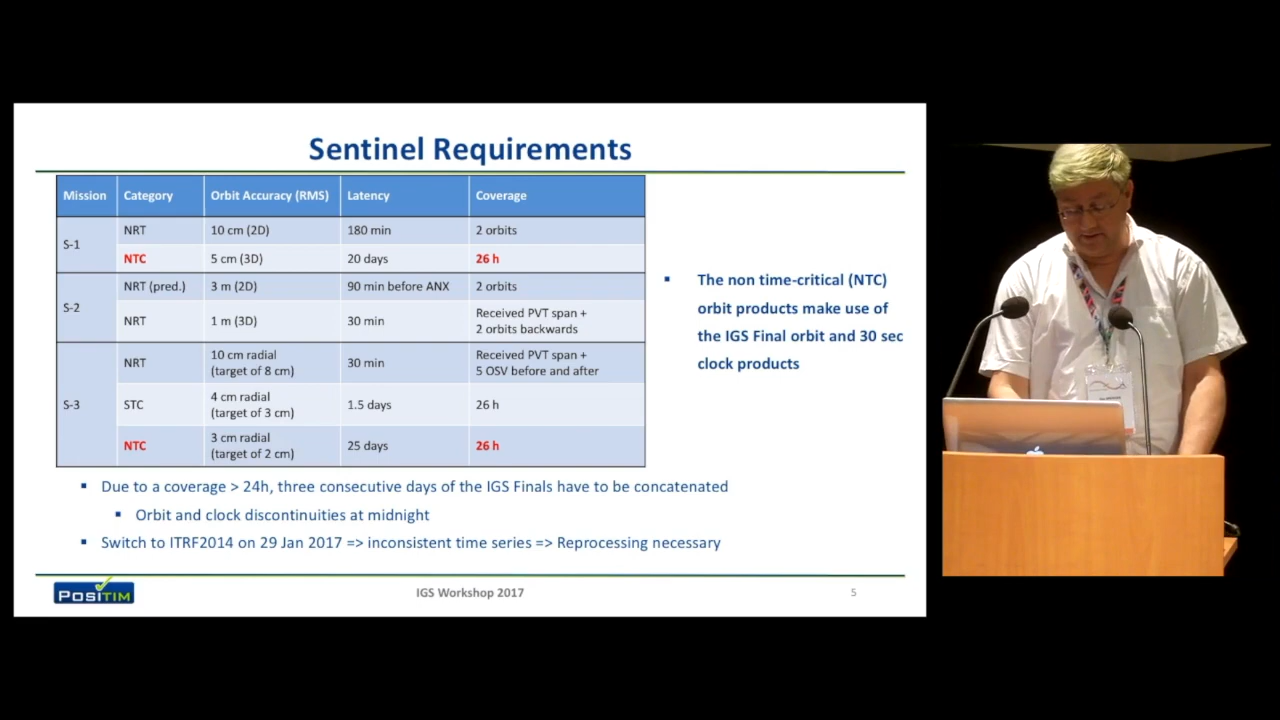 Sentinel Requirements
Mission Category Orbit Accuracy (RMS) Latency Coverage
S-1
NRT 10 cm (2D) 180 min 2 orbits
NTC 5 cm (3D) 20 days 26 h
S-2
NRT (pred.) 3 m (2D) 90 min before ANX 2 orbits
NRT 1 m (3D) 30 min Received PVT span +
2 orbits backwards
S-3
NRT 10 cm radial
(target of 8 cm) 30 min Received PVT span +
5 OSV before and after
STC 4 cm radial
(target of 3 cm) 1.5 days 26 h
NTC 3 cm radial
(target of 2 cm) 25 days 26 h
▪ The non time-critical (NTC)
orbit products make use of
the IGS Final orbit and 30 sec
clock products
▪ Due to a coverage > 24h, three consecutive days of the IGS Finals have to be concatenated
▪ Orbit and clock discontinuities at midnight
▪ Switch to ITRF2014 on 29 Jan 2017 => inconsistent time series => Reprocessing necessary
POSITIM
IGS Workshop 2017
5